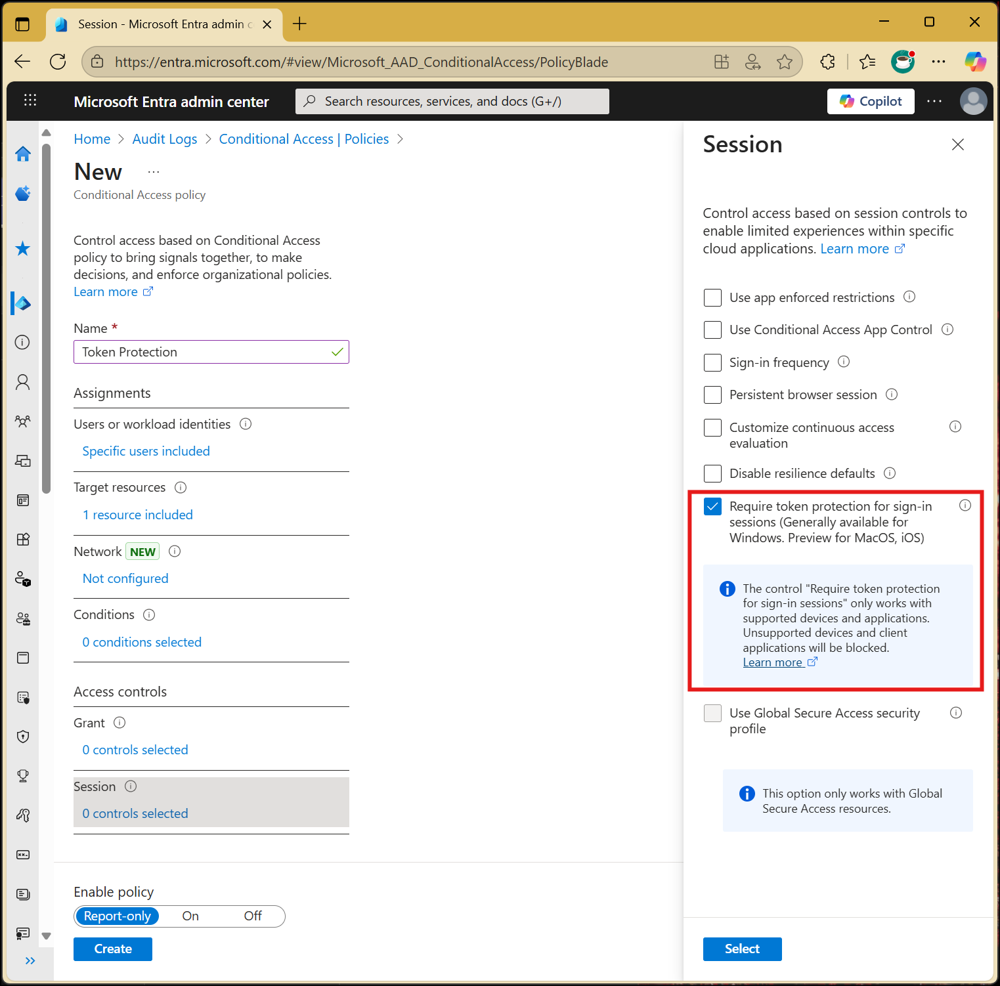 Session - Microsoft Entra admin c
https://entra.microsoft.com/#view/Microsoft_AAD_ConditionalAccess/PolicyBlade
Microsoft Entra admin center
Search resources, services, and docs (G+/)
Copilot
Home > Audit Logs > Conditional Access | Policies >
New ...
Conditional Access policy
Control access based on Conditional Access
policy to bring signals together, to make
decisions, and enforce organizational policies.
Learn more
Name *
Token Protection
Assignments
Users or workload identities
Specific users included
Target resources
1 resource included
Network NEW
Not configured
Conditions
0 conditions selected
Access controls
Grant
0 controls selected
Session
0 controls selected
Enable policy
Report-only On Off
Create
Session
Control access based on session controls to
enable limited experiences within specific
cloud applications. Learn more
Use app enforced restrictions
Use Conditional Access App Control
Sign-in frequency
Persistent browser session
Customize continuous access
evaluation
Disable resilience defaults
Require token protection for sign-in
sessions (Generally available for
Windows. Preview for MacOS, iOS)
The control "Require token protection
for sign-in sessions" only works with
supported devices and applications.
Unsupported devices and client
applications will be blocked.
Learn more
Use Global Secure Access security
profile
This option only works with Global
Secure Access resources.
Select